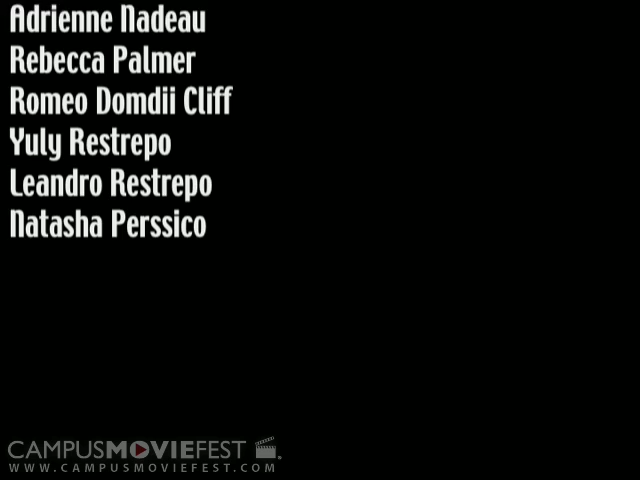 Adrienne Nadeau
Rebecca Palmer
Romeo Domdii Cliff
Yuly Restrepo
Leandro Restrepo
Natasha Perssico
CAMPUSMOVIEFEST
WWW.CAMPUSMOVIEFEST.COM